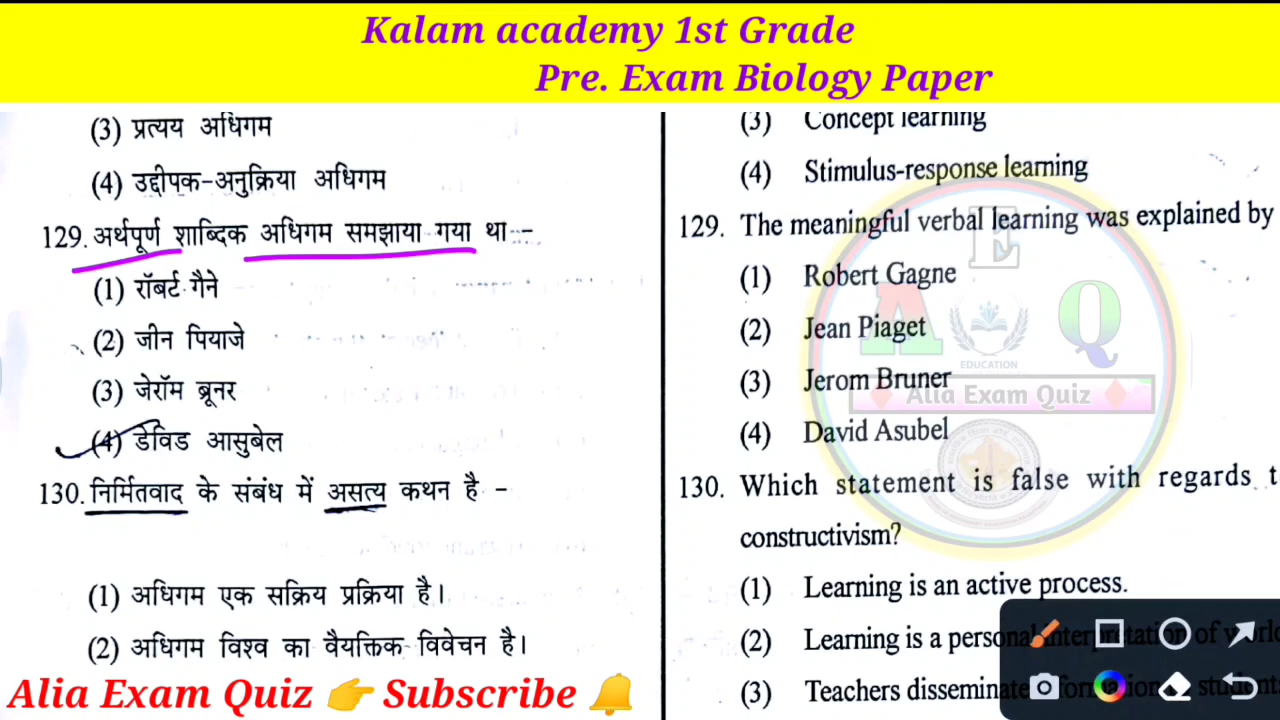 Kalam academy 1st Grade
Pre. Exam Biology Paper
(3) प्रत्यय अधिगम
(4) उद्दीपक-अनुक्रिया अधिगम
129. अर्थपूर्ण शाब्दिक अधिगम समझाया गया था -
(1) रॉबर्ट गैने
(2) जीन पियाजे
(3) जेरॉम ब्रूनर
(4) डेविड आसुबेल
130. निर्मितवाद के संबंध में असत्य कथन है -
(1) अधिगम एक सक्रिय प्रक्रिया है।
(2) अधिगम विश्व का वैयक्तिक विवेचन है।
(3) Concept learning
(4) Stimulus-response learning
129. The meaningful verbal learning was explained by
(1) Robert Gagne
(2) Jean Piaget
(3) Jerom Bruner
(4) David Asubel
130. Which statement is false with regards
constructivism?
(1) Learning is an active process.
(2) Learning is a personal interpretation of
(3) Teachers disseminate
E
A Q
EDUCATION
Alia Exam Quiz
Alia Exam Quiz 👉 Subscribe 🔔